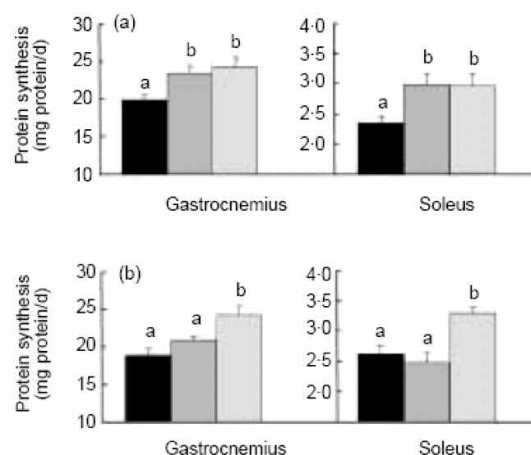 (a)
Protein synthesis
(mg protein/d)
30
25
20
15
10
a
b
b
Gastrocnemius
4·0
3·5
3·0
2·5
2·0
a
b
b
Soleus
(b)
Protein synthesis
(mg protein/d)
30
25
20
15
10
a
a
b
Gastrocnemius
4·0
3·5
3·0
2·5
2·0
a
a
b
Soleus